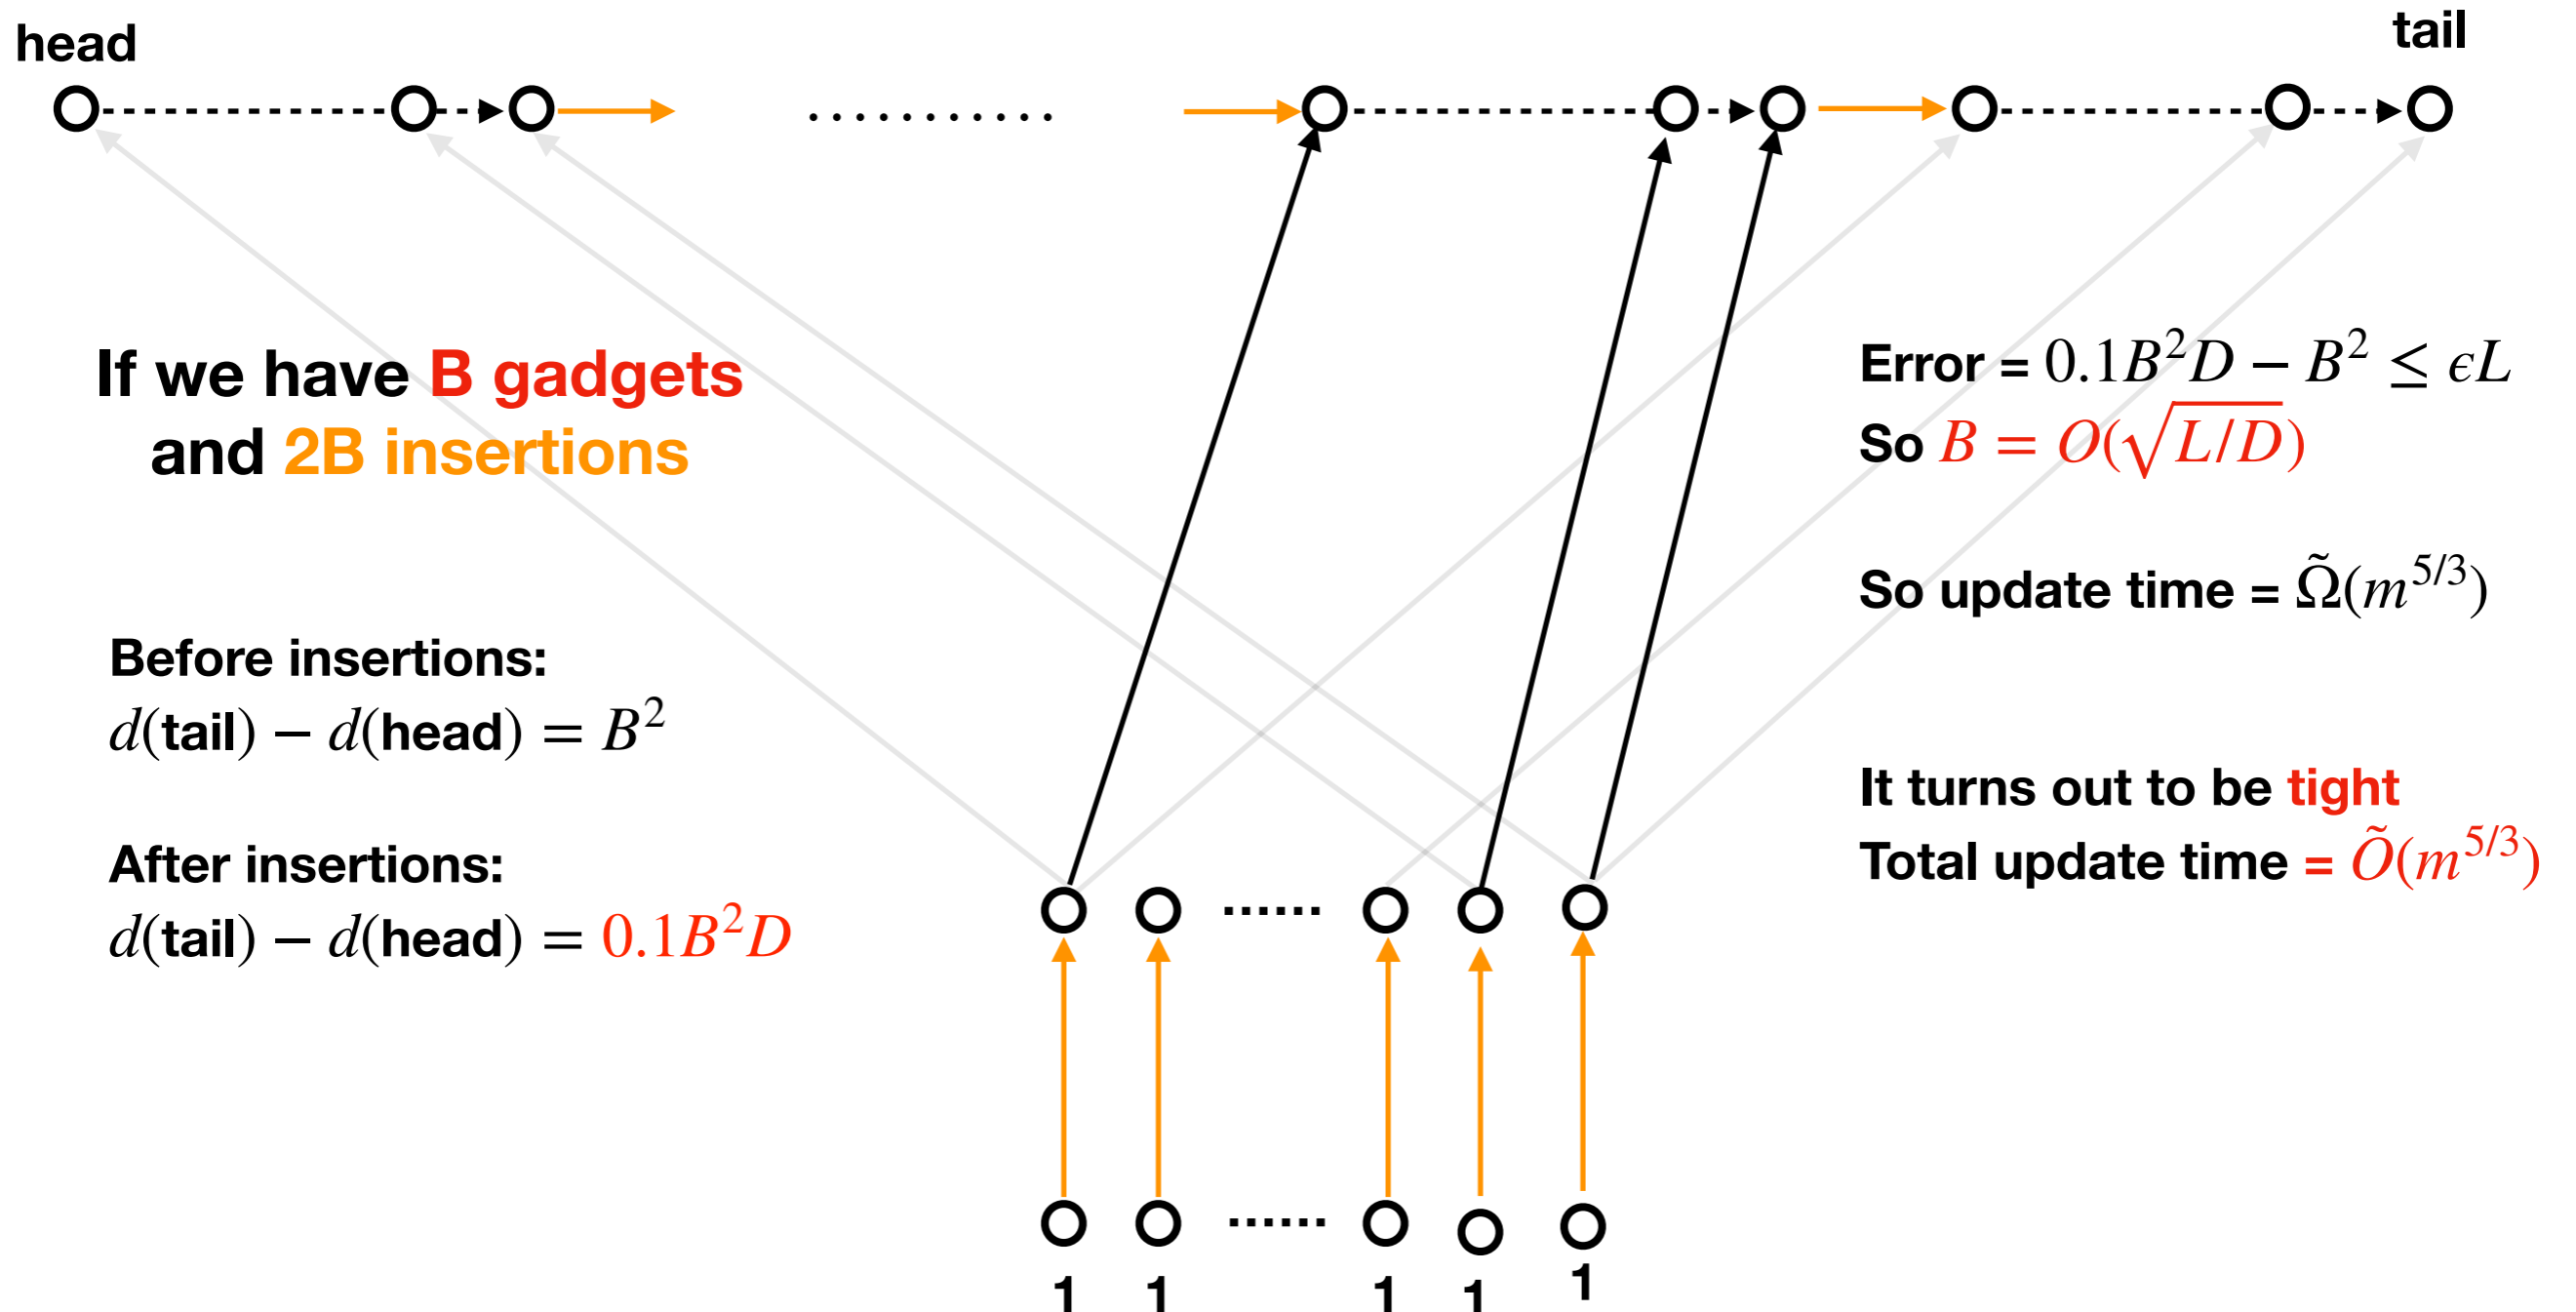 head
tail
...........
If we have B gadgets
and 2B insertions
Error = 0.1B² D − B² ≤ ϵL
So B = O(√L/D)
So update time = Ω̃(m^{5/3})
Before insertions:
d(tail) − d(head) = B²
It turns out to be tight
Total update time = Õ(m^{5/3})
After insertions:
d(tail) − d(head) = 0.1B² D
......
......
1 1 1 1 1